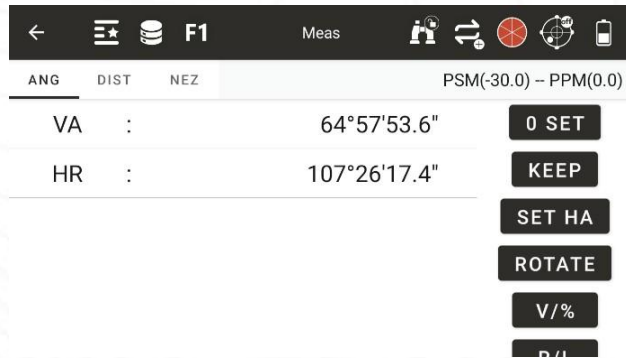 F1 Meas off
ANG DIST NEZ PSM(-30.0) -- PPM(0.0)
VA : 64°57'53.6" 0 SET
HR : 107°26'17.4" KEEP
SET HA
ROTATE
V/%
R/L